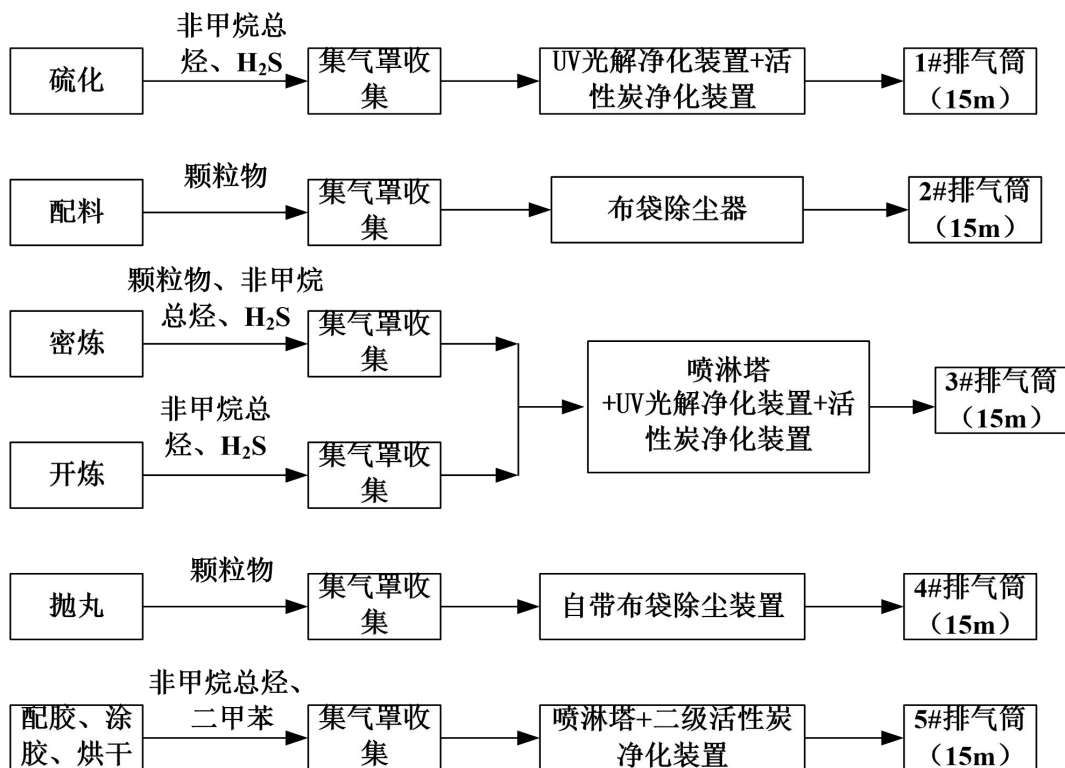 非甲烷总
烃、H₂S
硫化
集气罩收
集
UV光解净化装置+活
性炭净化装置
1#排气筒
（15m）
颗粒物
配料
集气罩收
集
布袋除尘器
2#排气筒
（15m）
颗粒物、非甲烷
总烃、H₂S
密炼
集气罩收
集
非甲烷总
烃、H₂S
开炼
集气罩收
集
喷淋塔
+UV光解净化装置+活
性炭净化装置
3#排气筒
（15m）
颗粒物
抛丸
集气罩收
集
自带布袋除尘装置
4#排气筒
（15m）
非甲烷总烃、
二甲苯
配胶、涂
胶、烘干
集气罩收
集
喷淋塔+二级活性炭
净化装置
5#排气筒
（15m）